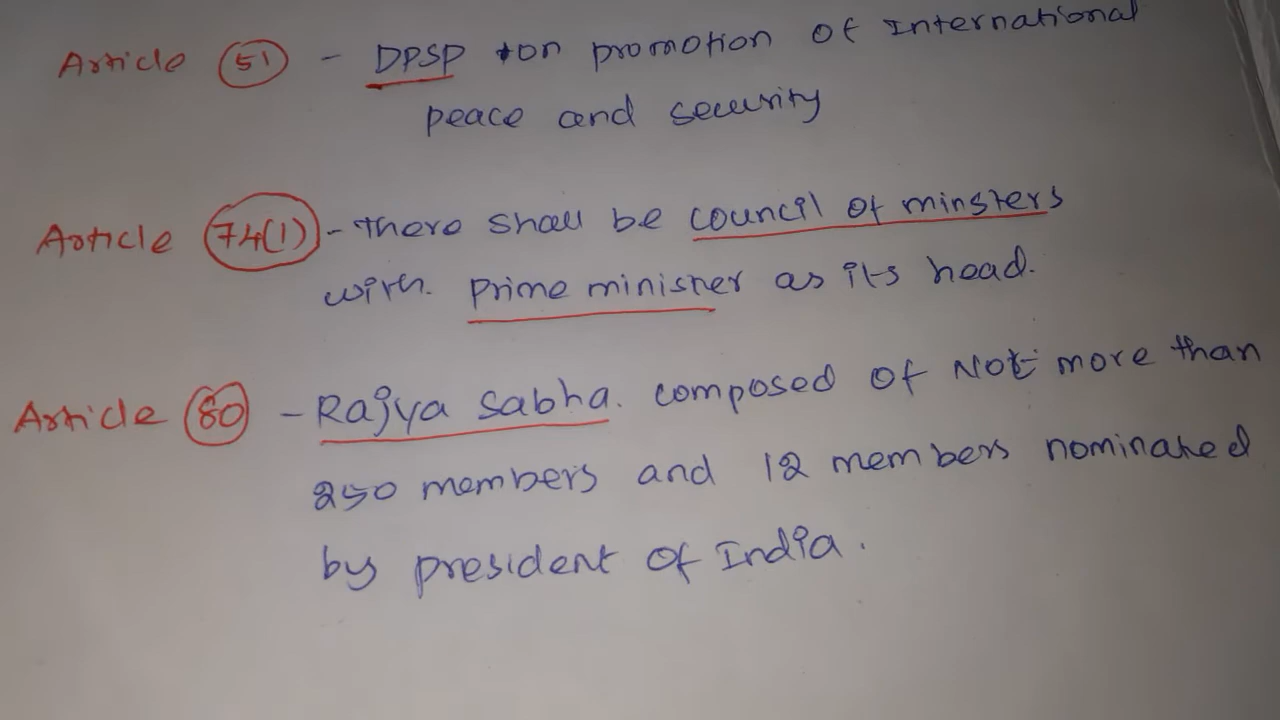 Article 51 - DPSP on promotion of International
peace and security
Article 74(1) - There shall be council of minsters
with. prime minister as its head.
Article 80 - Rajya Sabha. composed of Not more than
250 members and 12 members nominated
by president of India.